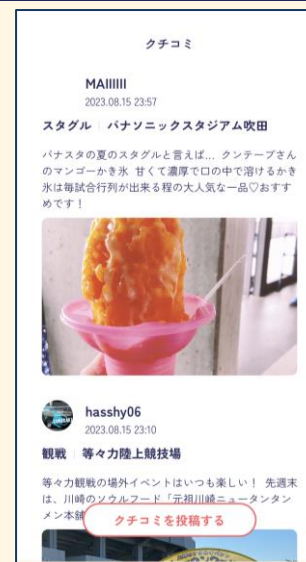 クチコミ
MAIIIIII
2023.08.15 23:57
スタグル パナソニックスタジアム吹田
パナスタの夏のスタグルと言えば… クンテープさん
のマンゴーかき氷 甘くて濃厚で口の中で溶けるかき
氷は毎試合行列が出来る程の大人気な一品♡おすす
めです！
hasshy06
2023.08.15 23:10
観戦 等々力陸上競技場
等々力観戦の場外イベントはいつも楽しい！ 先週末
は、川崎のソウルフード「元祖川崎ニュータンタン
メン本舗
クチコミを投稿する